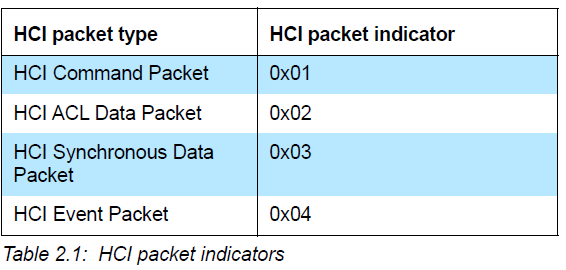 HCI packet type HCI packet indicator
HCI Command Packet 0x01
HCI ACL Data Packet 0x02
HCI Synchronous Data 0x03
Packet
HCI Event Packet 0x04
Table 2.1: HCI packet indicators